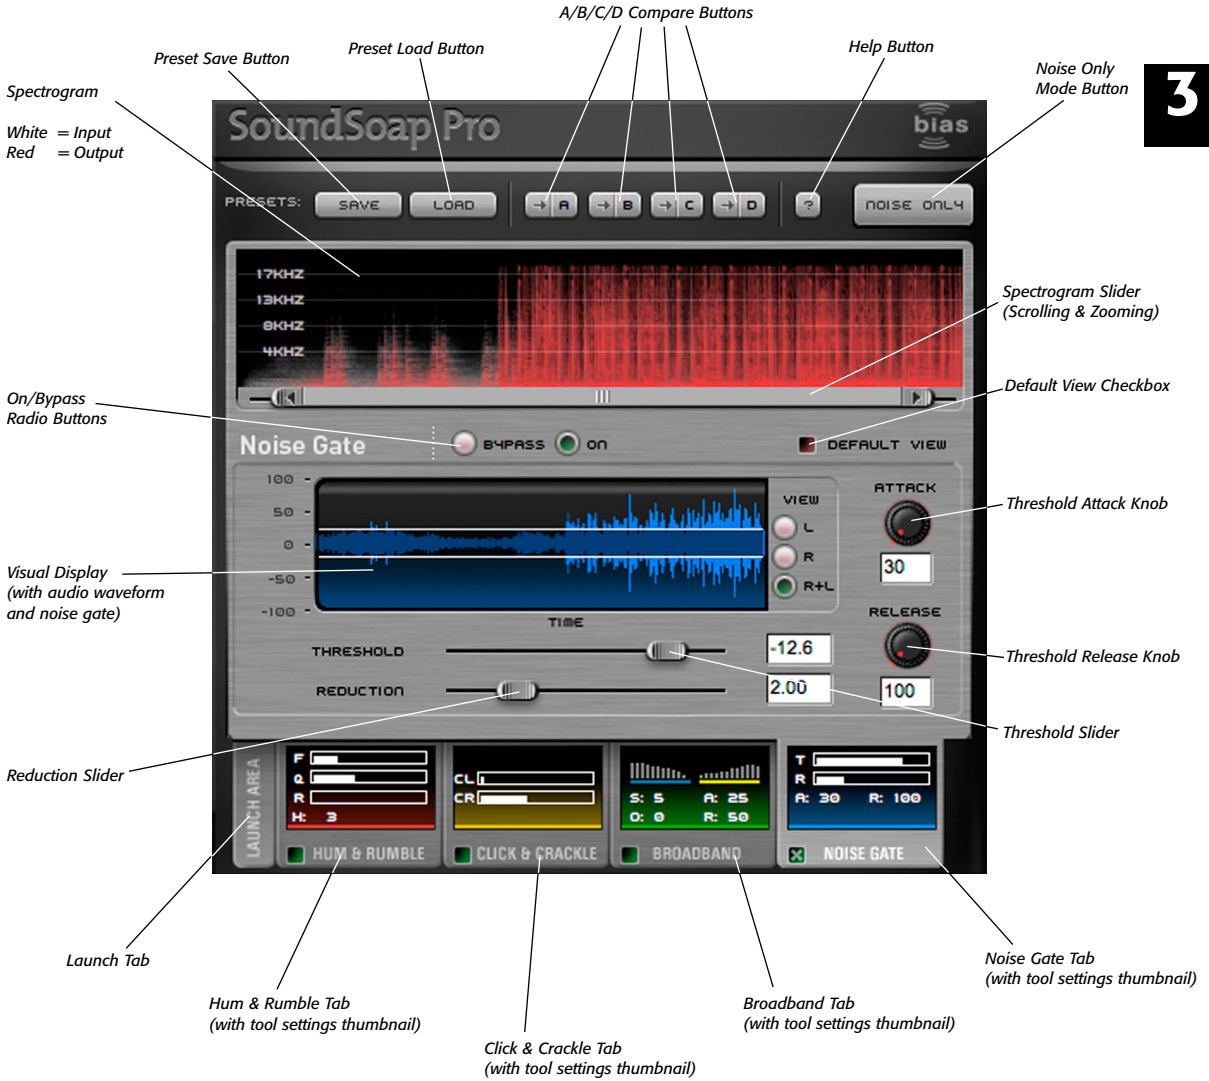 A/B/C/D Compare Buttons
Preset Save Button
Preset Load Button
Help Button
Noise Only
Mode Button
3
Spectrogram
White = Input
Red = Output
SoundSoap Pro
bias
PRESETS:
SAVE
LOAD
A
B
C
D
?
NOISE ONLY
17KHZ
13KHZ
8KHZ
4KHZ
Spectrogram Slider
(Scrolling & Zooming)
On/Bypass
Radio Buttons
Default View Checkbox
Noise Gate
BYPASS
ON
DEFAULT VIEW
100
50
0
-50
-100
VIEW
L
R
R+L
TIME
ATTACK
30
Threshold Attack Knob
Visual Display
(with audio waveform
and noise gate)
RELEASE
100
Threshold Release Knob
THRESHOLD
-12.6
REDUCTION
2.00
Threshold Slider
Reduction Slider
LAUNCH AREA
F
Q
R
H: 3
HUM & RUMBLE
CL
CR
CLICK & CRACKLE
S: 5 A: 25
O: 0 R: 50
BROADBAND
T
R
A: 30 R: 100
NOISE GATE
Launch Tab
Hum & Rumble Tab
(with tool settings thumbnail)
Click & Crackle Tab
(with tool settings thumbnail)
Broadband Tab
(with tool settings thumbnail)
Noise Gate Tab
(with tool settings thumbnail)